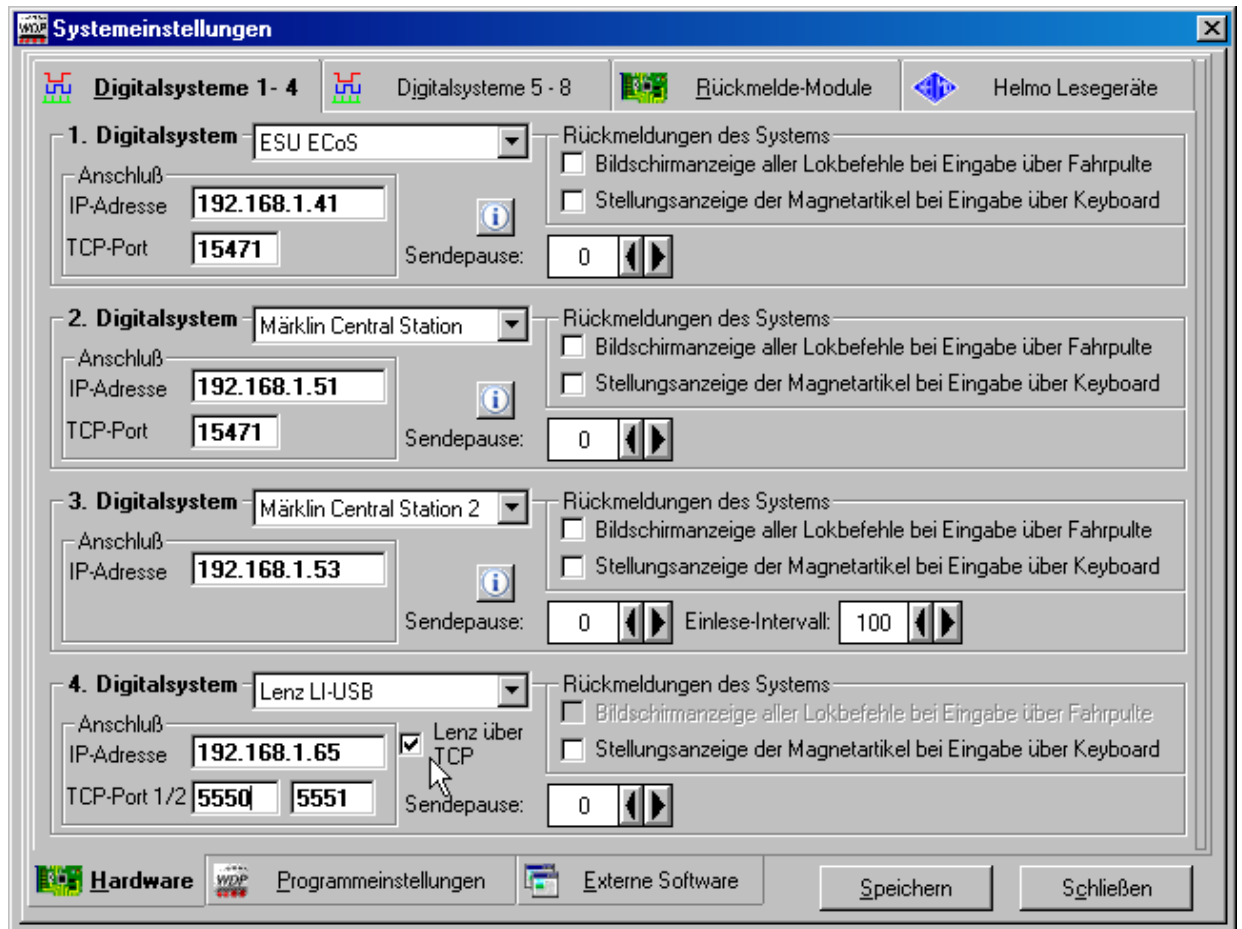 WDP Systemeinstellungen
Digitalsysteme 1- 4
Digitalsysteme 5 - 8
Rückmelde-Module
Helmo Lesegeräte
1. Digitalsystem ESU ECoS
Anschluß
IP-Adresse 192.168.1.41
TCP-Port 15471
Sendepause: 0
Rückmeldungen des Systems
Bildschirmanzeige aller Lokbefehle bei Eingabe über Fahrpulte
Stellungsanzeige der Magnetartikel bei Eingabe über Keyboard
2. Digitalsystem Märklin Central Station
Anschluß
IP-Adresse 192.168.1.51
TCP-Port 15471
Sendepause: 0
Rückmeldungen des Systems
Bildschirmanzeige aller Lokbefehle bei Eingabe über Fahrpulte
Stellungsanzeige der Magnetartikel bei Eingabe über Keyboard
3. Digitalsystem Märklin Central Station 2
Anschluß
IP-Adresse 192.168.1.53
Sendepause: 0
Einlese-Intervall: 100
Rückmeldungen des Systems
Bildschirmanzeige aller Lokbefehle bei Eingabe über Fahrpulte
Stellungsanzeige der Magnetartikel bei Eingabe über Keyboard
4. Digitalsystem Lenz LI-USB
Anschluß
IP-Adresse 192.168.1.65
TCP-Port 1/2 5550 5551
Lenz über
TCP
Sendepause: 0
Rückmeldungen des Systems
Bildschirmanzeige aller Lokbefehle bei Eingabe über Fahrpulte
Stellungsanzeige der Magnetartikel bei Eingabe über Keyboard
Hardware
WDP Programmeinstellungen
Externe Software
Speichern
Schließen